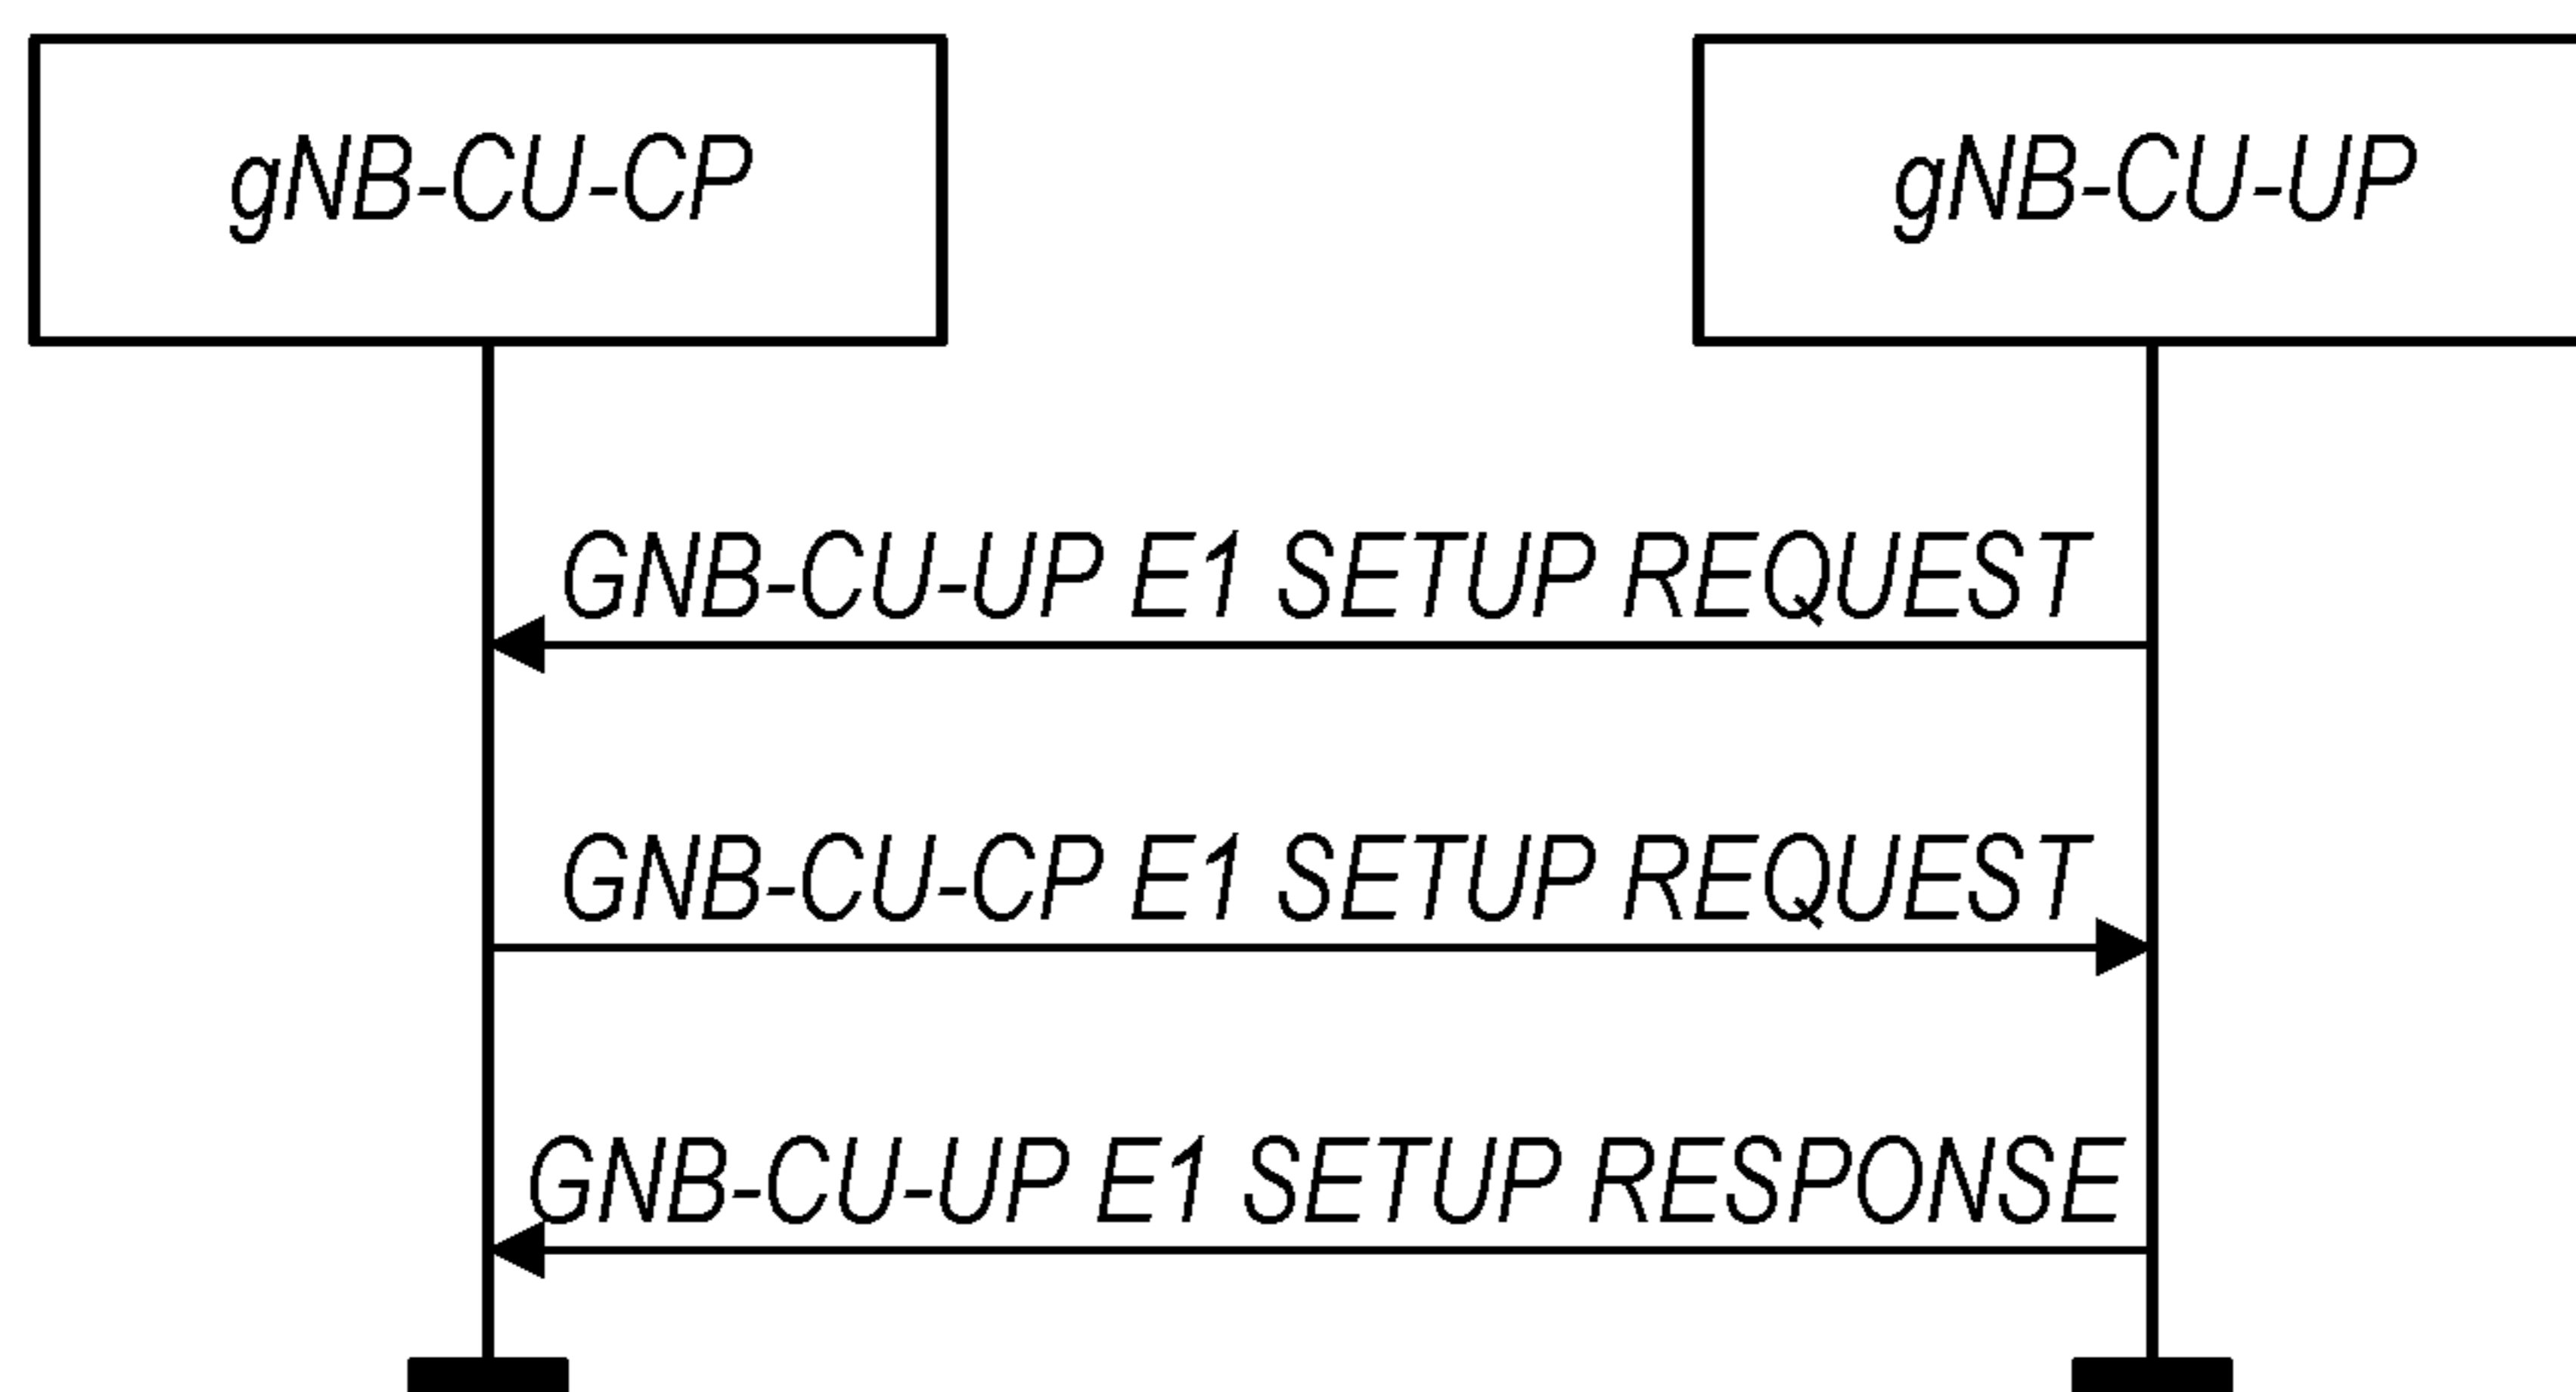 gNB-CU-CP
gNB-CU-UP
GNB-CU-UP E1 SETUP REQUEST
GNB-CU-CP E1 SETUP REQUEST
GNB-CU-UP E1 SETUP RESPONSE